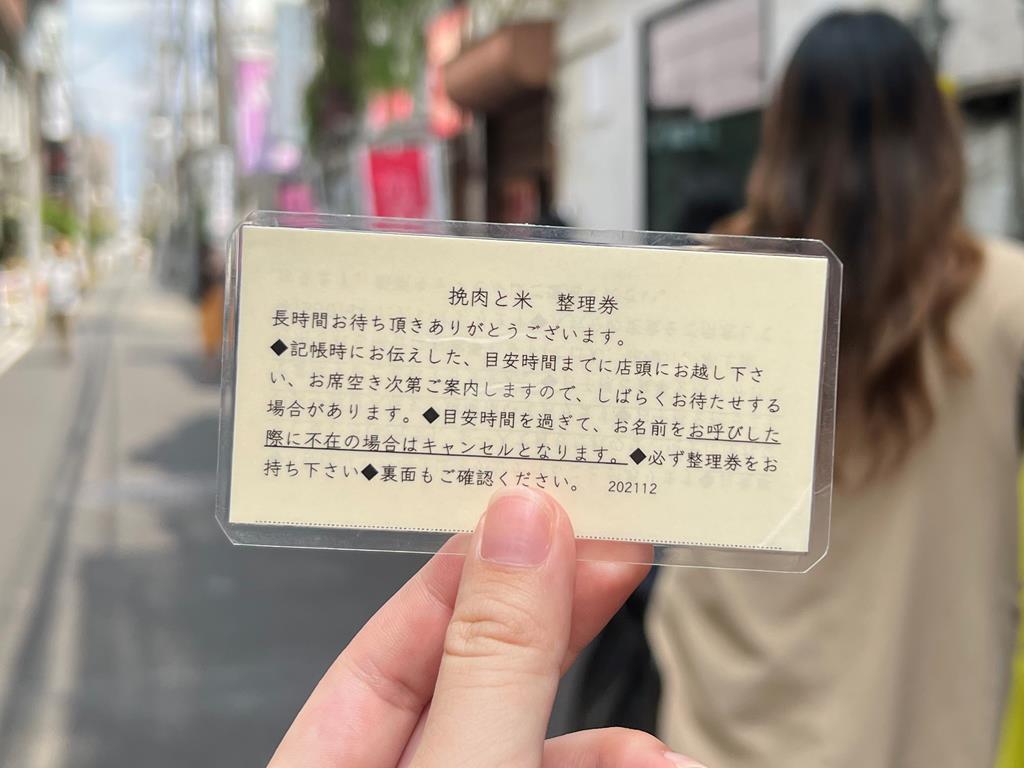 挽肉と米　整理券
長時間お待ち頂きありがとうございます。
◆記帳時にお伝えした、目安時間までに店頭にお越し下さ
い、お席空き次第ご案内しますので、しばらくお待たせする
場合があります。◆目安時間を過ぎて、お名前をお呼びした
際に不在の場合はキャンセルとなります。◆必ず整理券をお
持ち下さい◆裏面もご確認ください。　202112